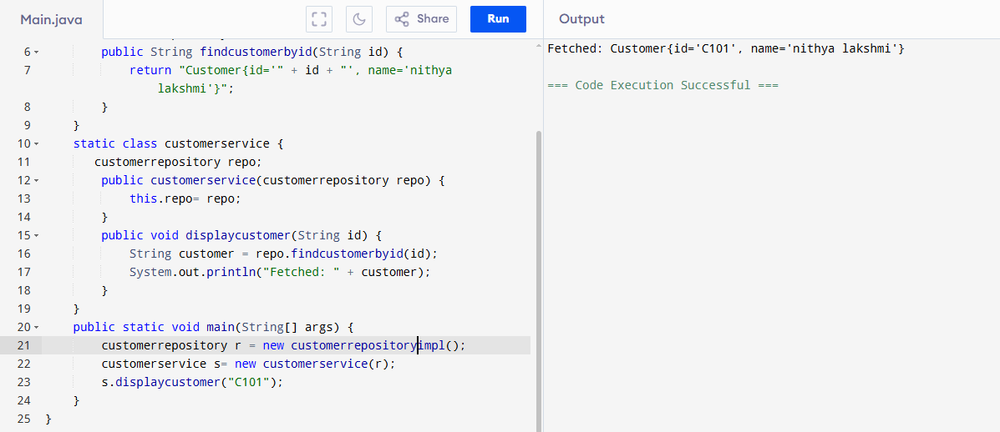 Main.java
Share
Run
Output
6
public String findcustomerbyid(String id) {
7
return "Customer{id='" + id + "', name='nithya
lakshmi'}";
8
}
9
}
10
static class customerservice {
11
customerrepository repo;
12
public customerservice(customerrepository repo) {
13
this.repo= repo;
14
}
15
public void displaycustomer(String id) {
16
String customer = repo.findcustomerbyid(id);
17
System.out.println("Fetched: " + customer);
18
}
19
}
20
public static void main(String[] args) {
21
customerrepository r = new customerrepositoryimpl();
22
customerservice s= new customerservice(r);
23
s.displaycustomer("C101");
24
}
25
}
Fetched: Customer{id='C101', name='nithya lakshmi'}
=== Code Execution Successful ===